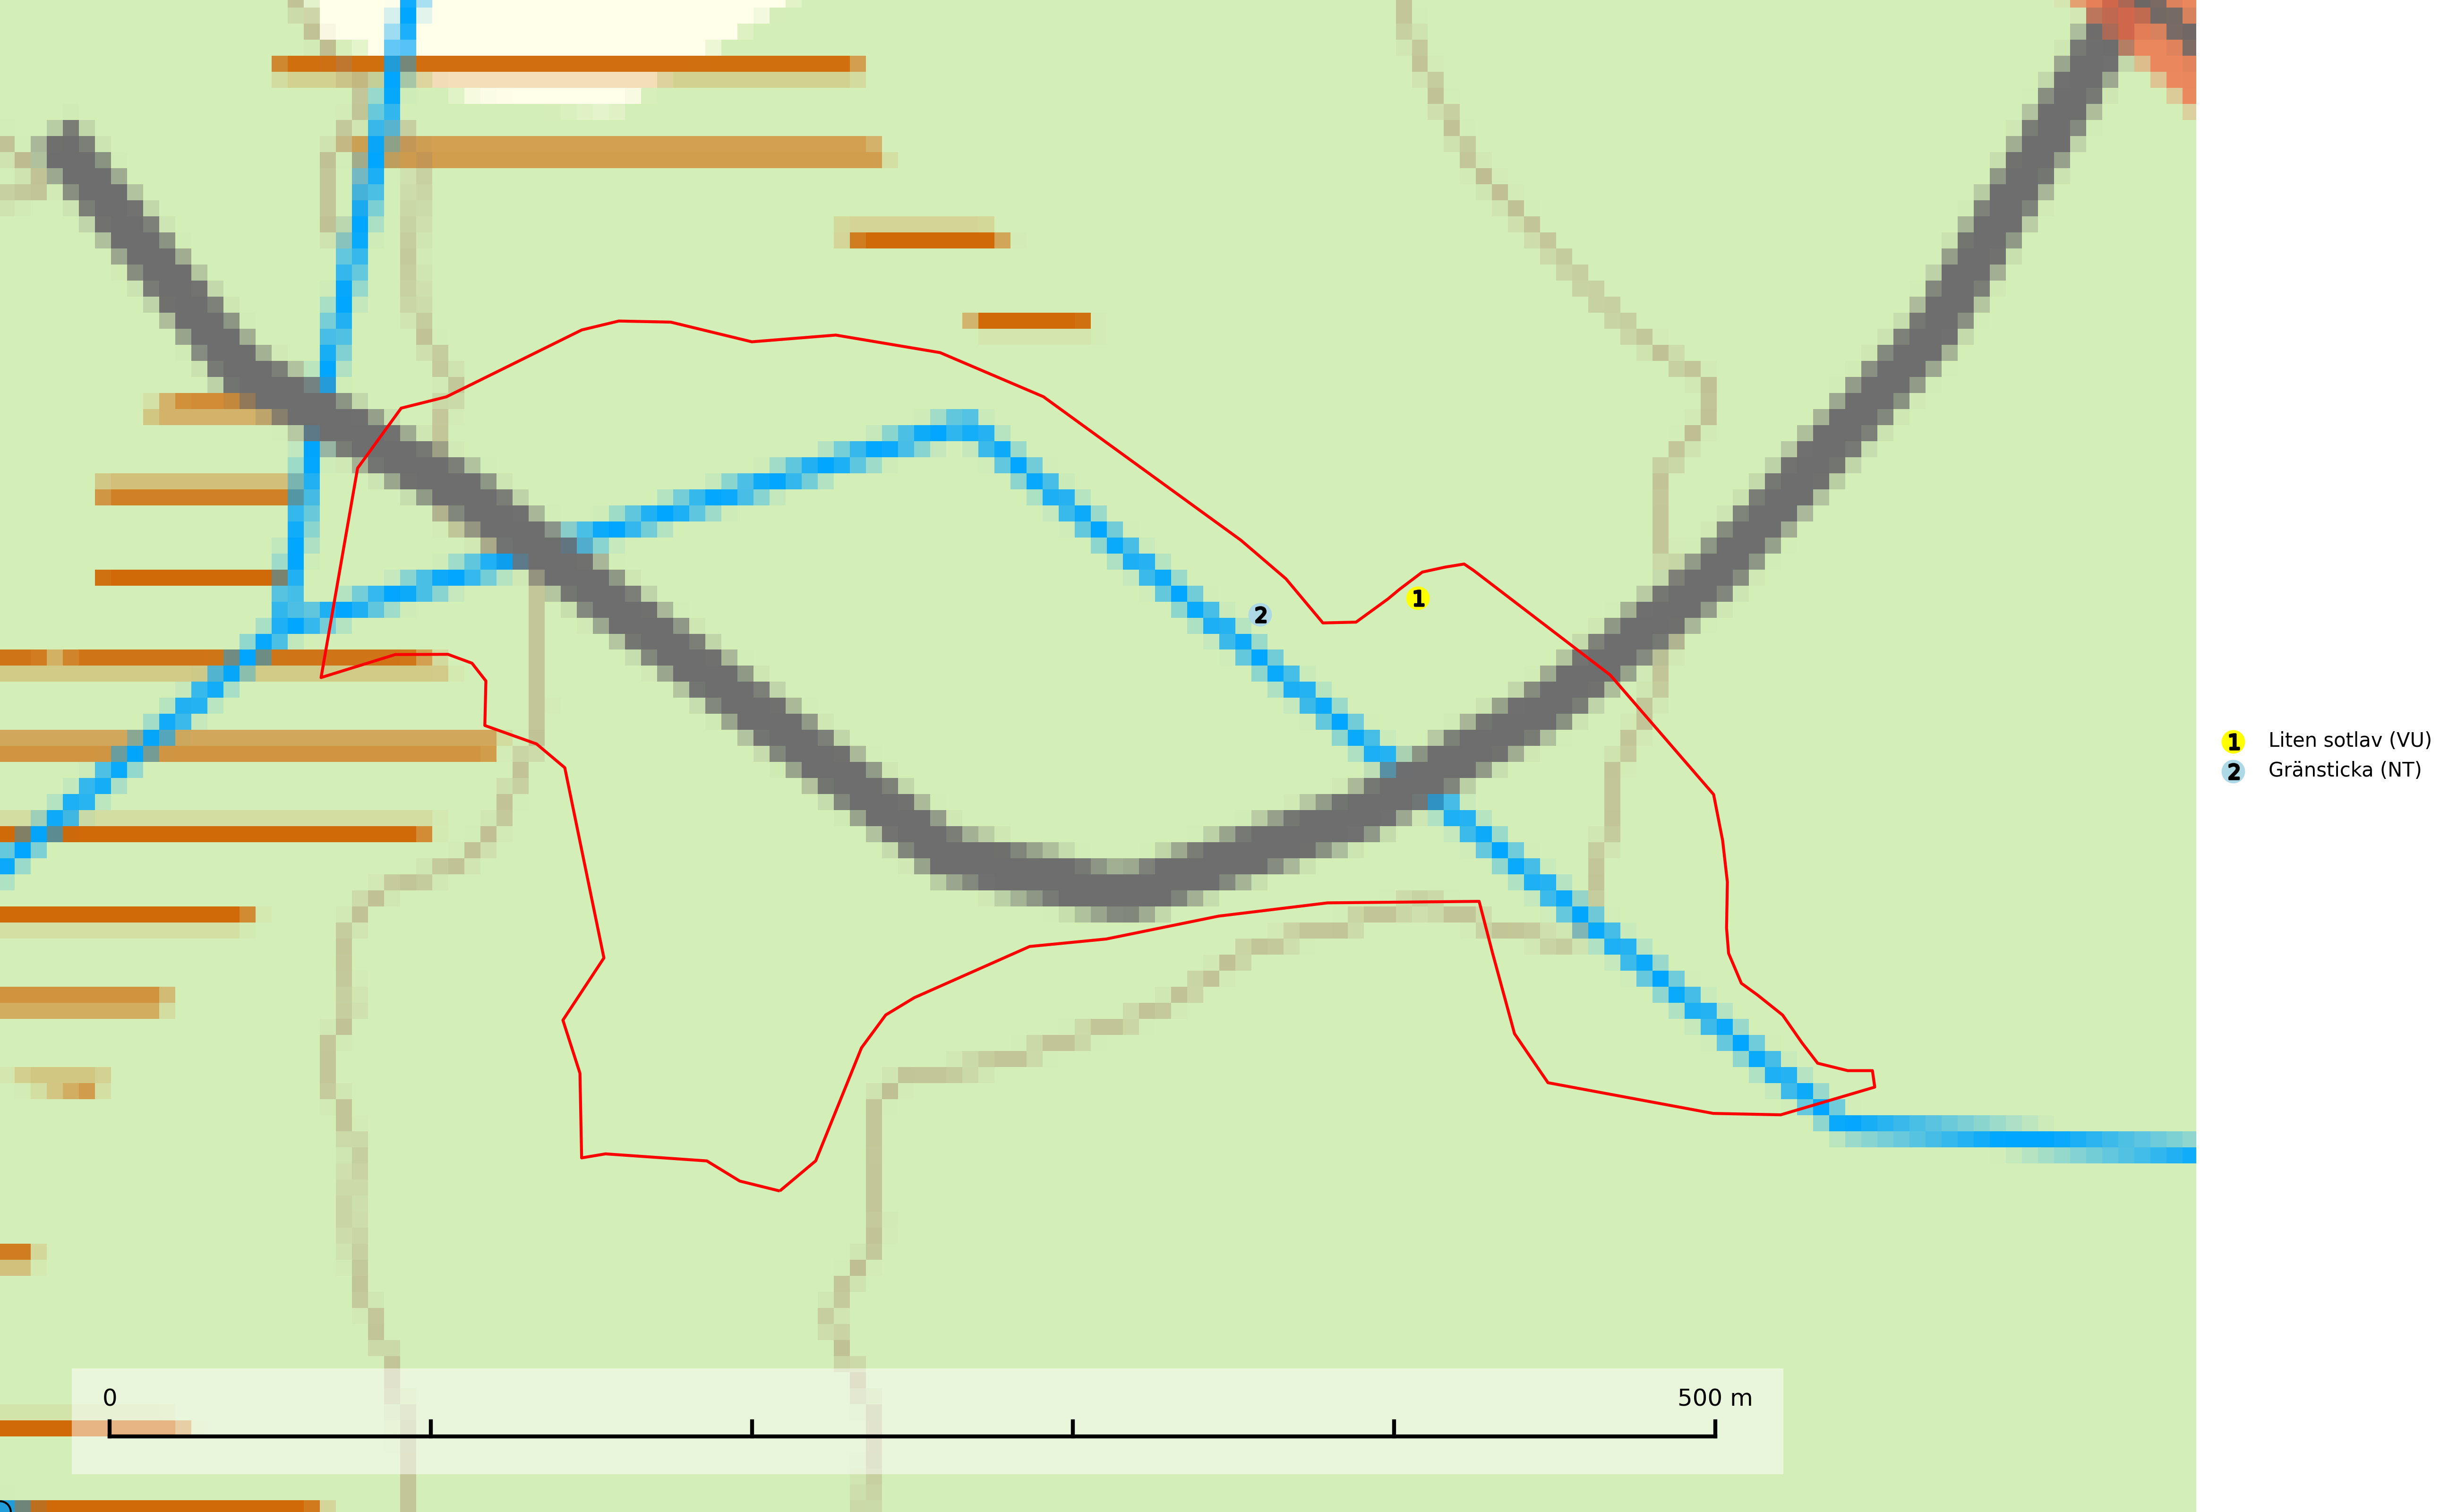 2
1
1 Liten sotlav (VU)
2 Gränsticka (NT)
0 500 m